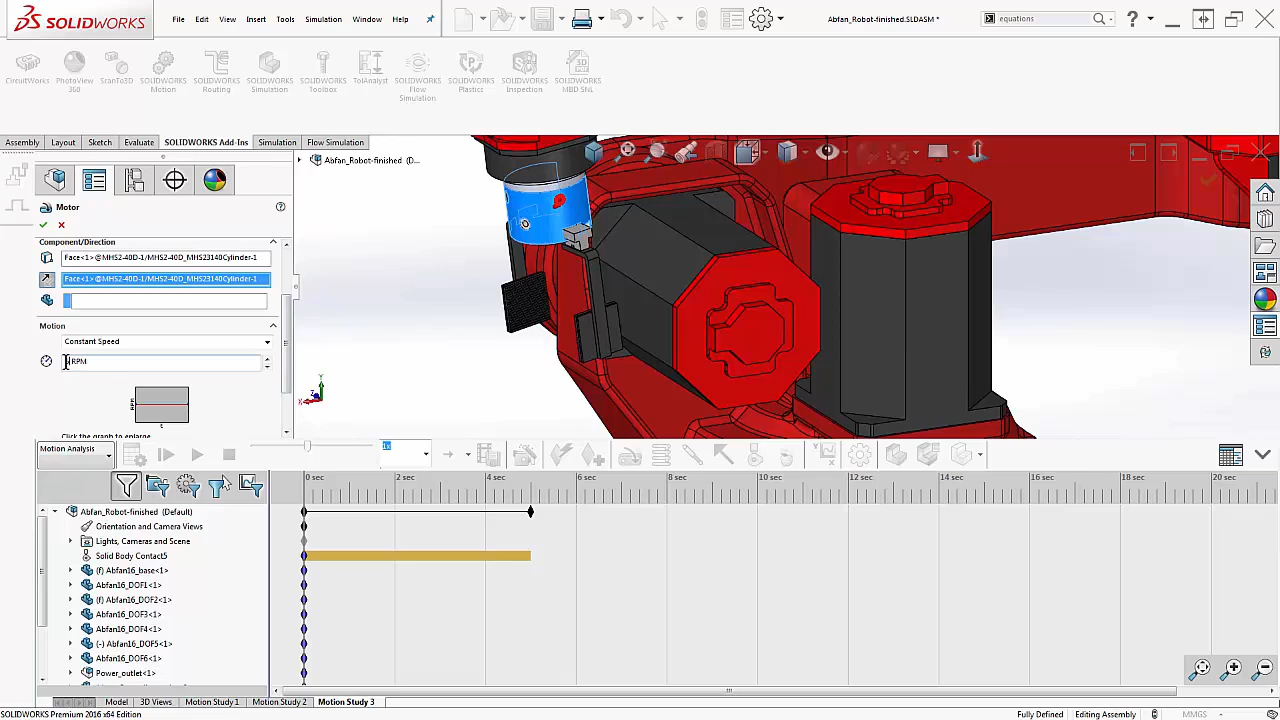 SOLIDWORKS
File Edit View Insert Tools Simulation Window Help
Abfan_Robot-finished.SLDASM *
equations
CircuitWorks
PhotoView 360
ScanTo3D
SOLIDWORKS Motion
SOLIDWORKS Routing
SOLIDWORKS Simulation
SOLIDWORKS Toolbox
TolAnalyst
SOLIDWORKS Flow Simulation
SOLIDWORKS Plastics
SOLIDWORKS Inspection
SOLIDWORKS MBD SNL
Assembly Layout Sketch Evaluate SOLIDWORKS Add-Ins Simulation Flow Simulation
Abfan_Robot-finished (D...
Motor
Component/Direction
Face<1>@MHS2-40D-1/MHS2-40D_MHS23140Cylinder-1
Face<1>@MHS2-40D-1/MHS2-40D_MHS23140Cylinder-1
Motion
Constant Speed
RPM
RPM
t
Click the graph to enlarge
Y
X
Z
Motion Analysis
1x
0 sec 2 sec 4 sec 6 sec 8 sec 10 sec 12 sec 14 sec 16 sec 18 sec 20 sec
Abfan_Robot-finished (Default)
Orientation and Camera Views
Lights, Cameras and Scene
Solid Body Contact5
(f) Abfan16_base<1>
Abfan16_DOF1<1>
(f) Abfan16_DOF2<1>
Abfan16_DOF3<1>
Abfan16_DOF4<1>
(-) Abfan16_DOF5<1>
Abfan16_DOF6<1>
Power_outlet<1>
Model 3D Views Motion Study 1 Motion Study 2 Motion Study 3
SOLIDWORKS Premium 2016 x64 Edition
Fully Defined Editing Assembly MMGS